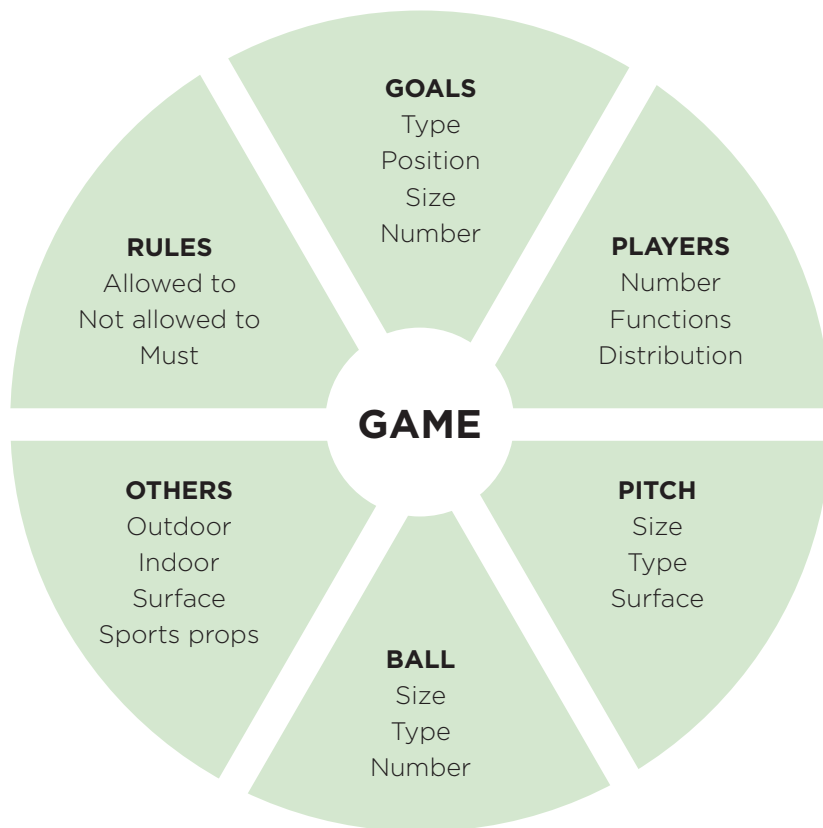 GOALS
Type
Position
Size
Number
PLAYERS
Number
Functions
Distribution
PITCH
Size
Type
Surface
BALL
Size
Type
Number
OTHERS
Outdoor
Indoor
Surface
Sports props
RULES
Allowed to
Not allowed to
Must
GAME